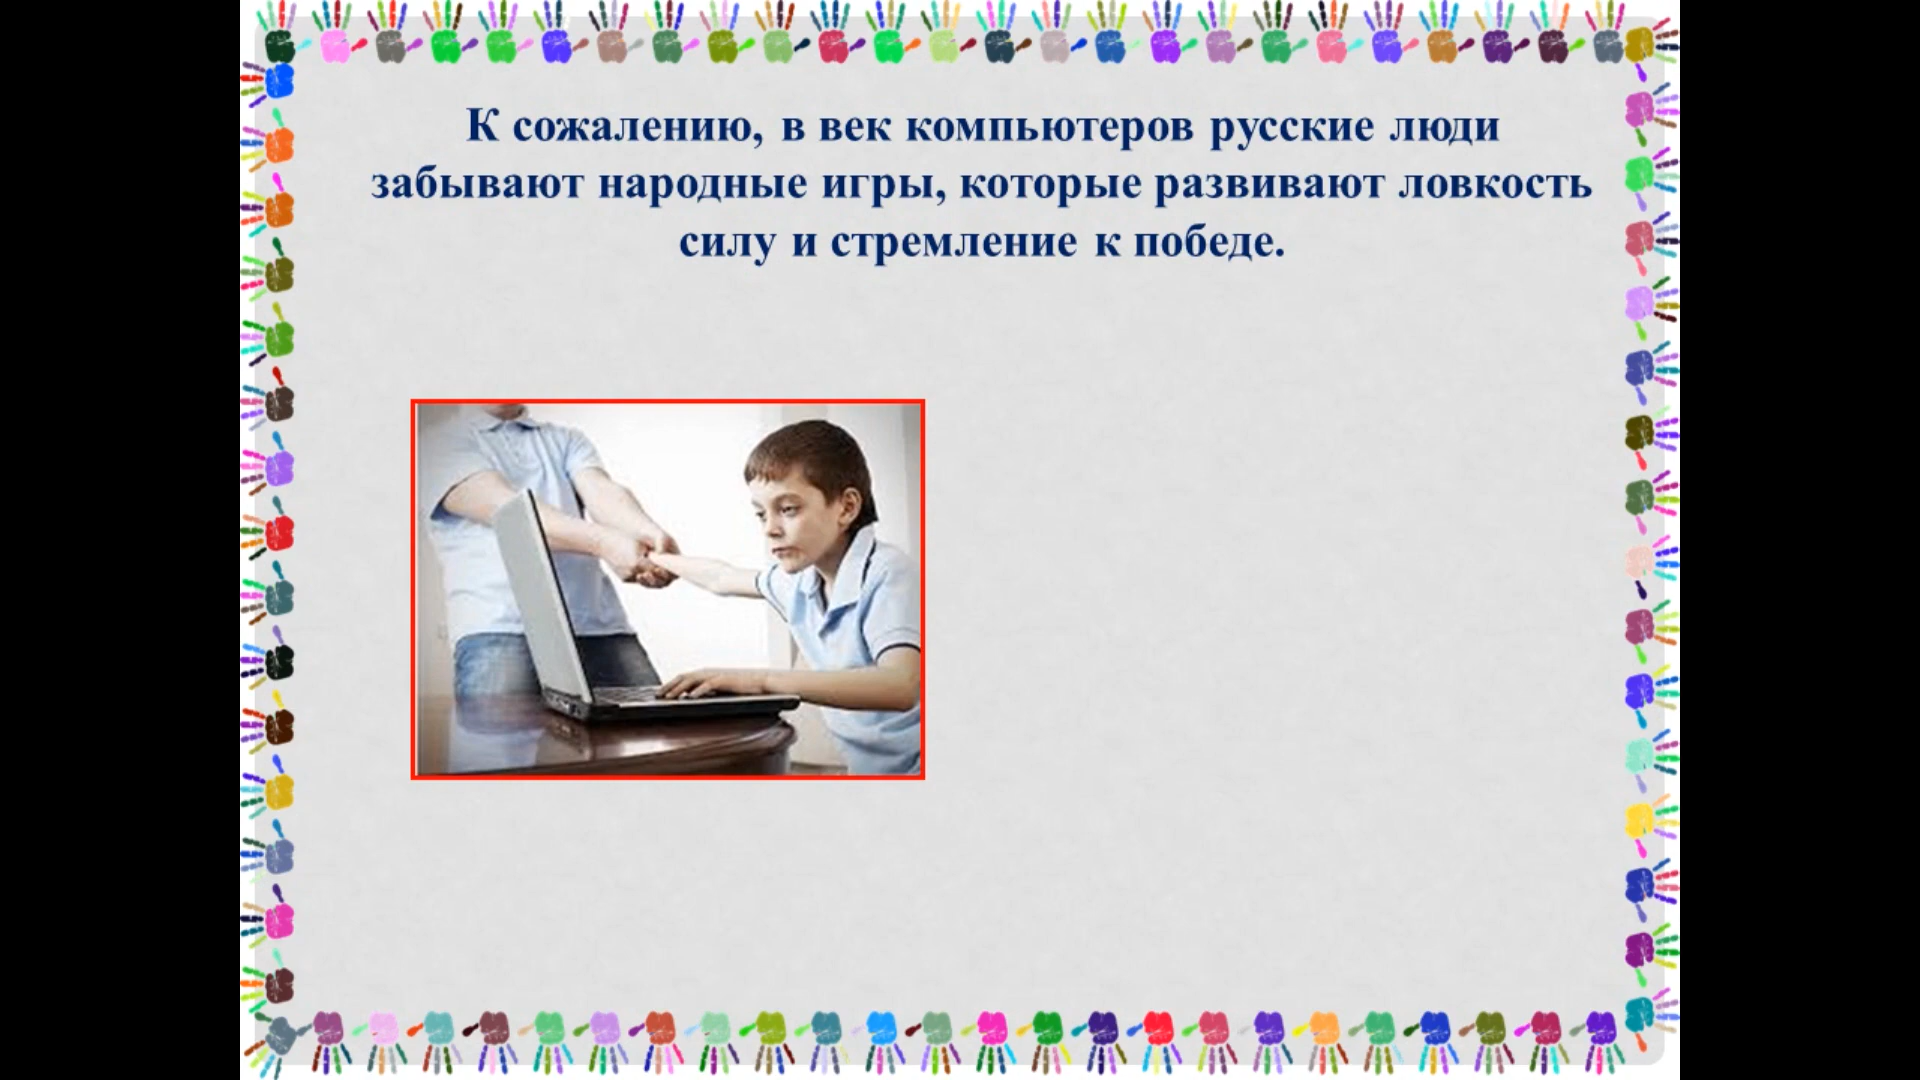 К сожалению, в век компьютеров русские люди
забывают народные игры, которые развивают ловкость
силу и стремление к победе.